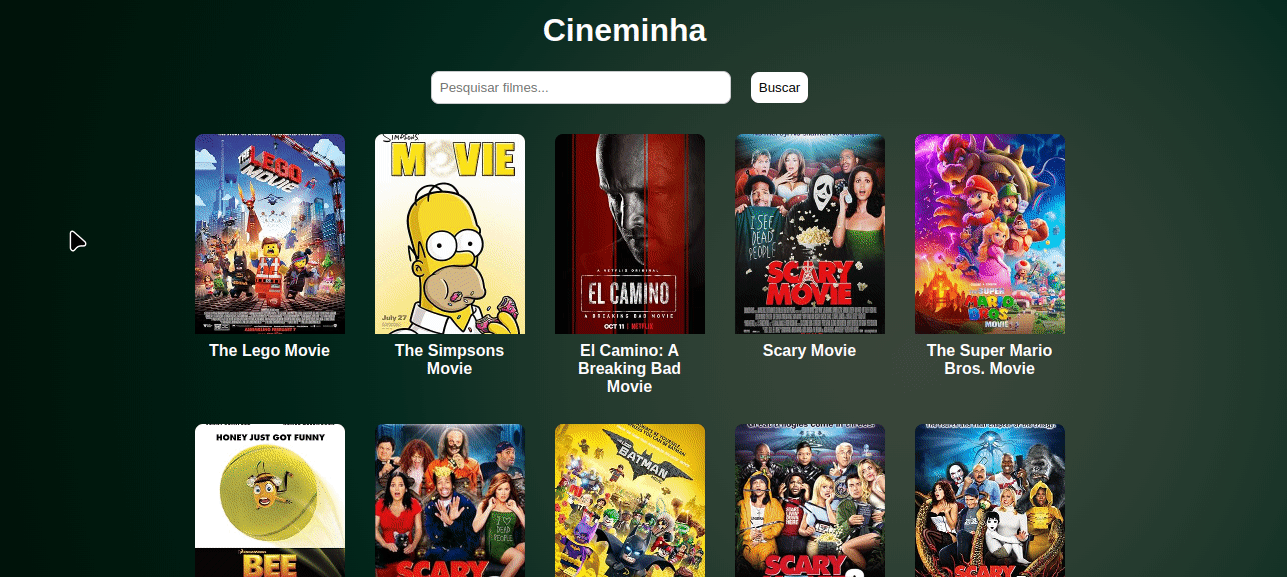 Cineminha
Pesquisar filmes...
Buscar
THE
LEGO
MOVIE
SIMPSONS
MOVIE
July 27
A NETFLIX ORIGINAL
EL CAMINO
A BREAKING BAD MOVIE
OCT 11 | NETFLIX
I SEE
DEAD
PEOPLE
SCARY
MOVIE
SUPER
MARIO
BROS.
MOVIE
The Lego Movie
The Simpsons
Movie
El Camino: A
Breaking Bad
Movie
Scary Movie
The Super Mario
Bros. Movie
HONEY JUST GOT FUNNY
BEE
I ♡
DEAD
PEOPLE
SCARY
BATMAN
SCARY
SCARY